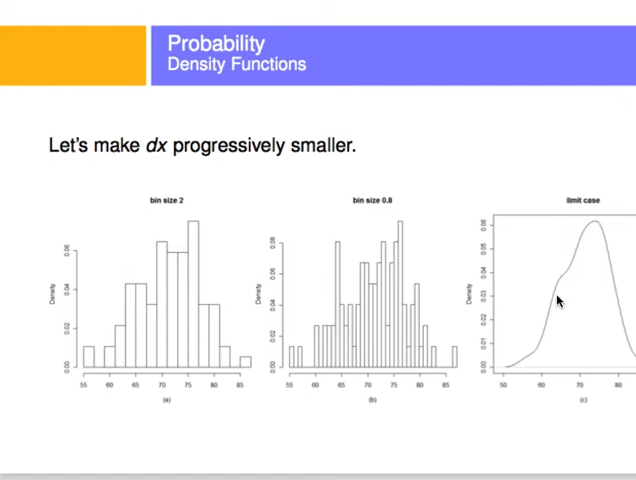 Probability
Density Functions
Let's make dx progressively smaller.
bin size 2
bin size 0.8
limit case
Density
0.00 0.02 0.04 0.06
55 60 65 70 75 80 85
(a)
Density
0.00 0.02 0.04 0.06 0.08
55 60 65 70 75 80 85
(b)
Density
0.00 0.01 0.02 0.03 0.04 0.05 0.06
50 60 70 80
(c)